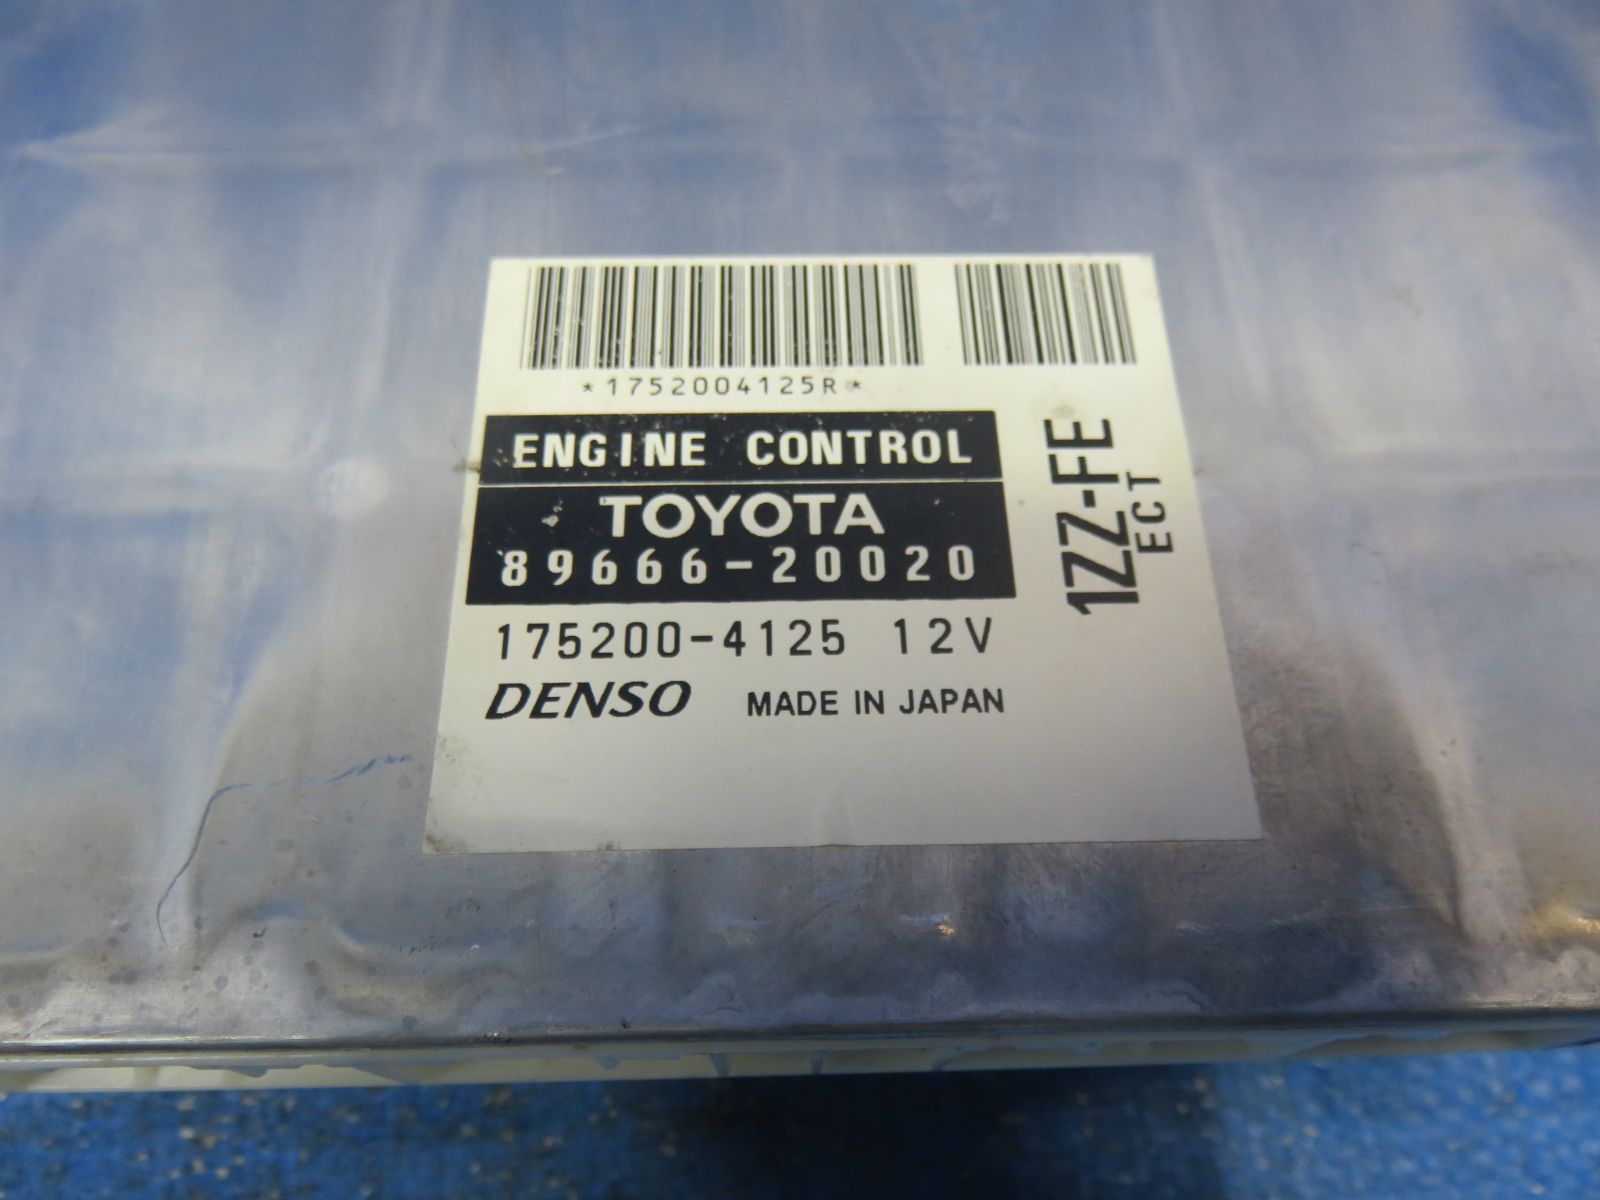 *1752004125R*
ENGINE CONTROL
TOYOTA
89666-20020
175200-4125 12V
DENSO MADE IN JAPAN
1ZZ-FE
ECT